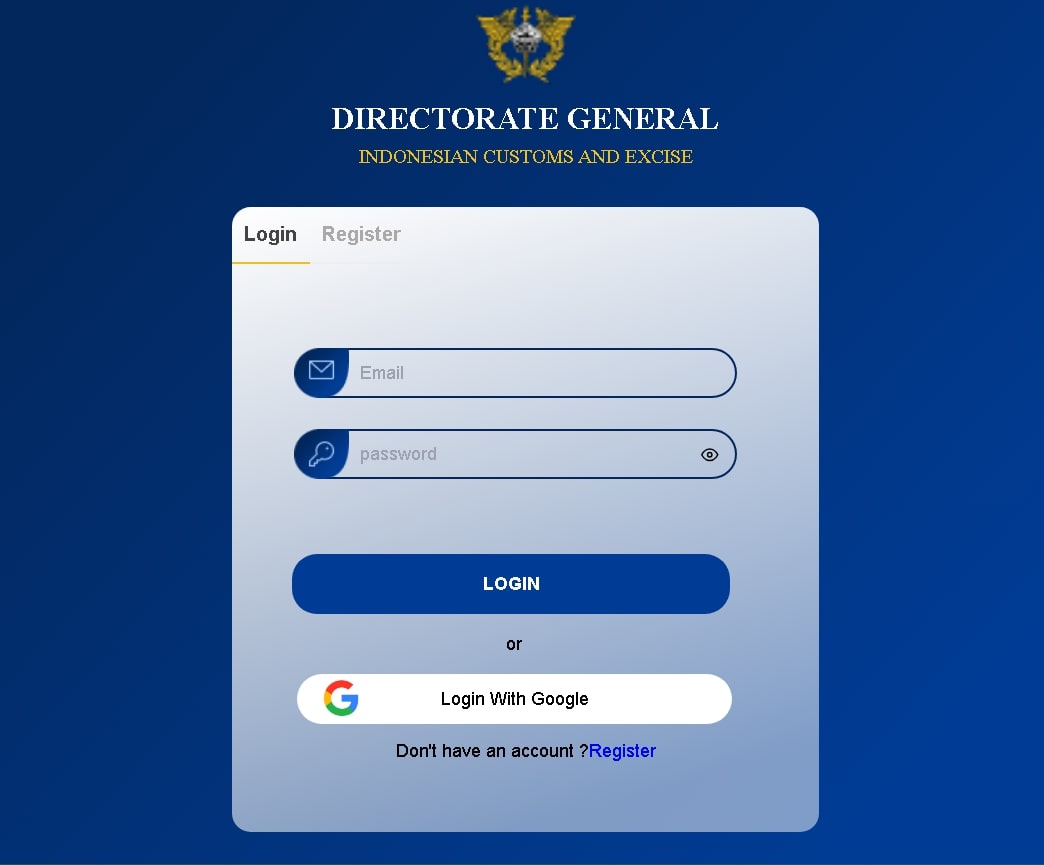 DIRECTORATE GENERAL
INDONESIAN CUSTOMS AND EXCISE
Login Register
Email
password
LOGIN
or
Login With Google
Don't have an account ?Register